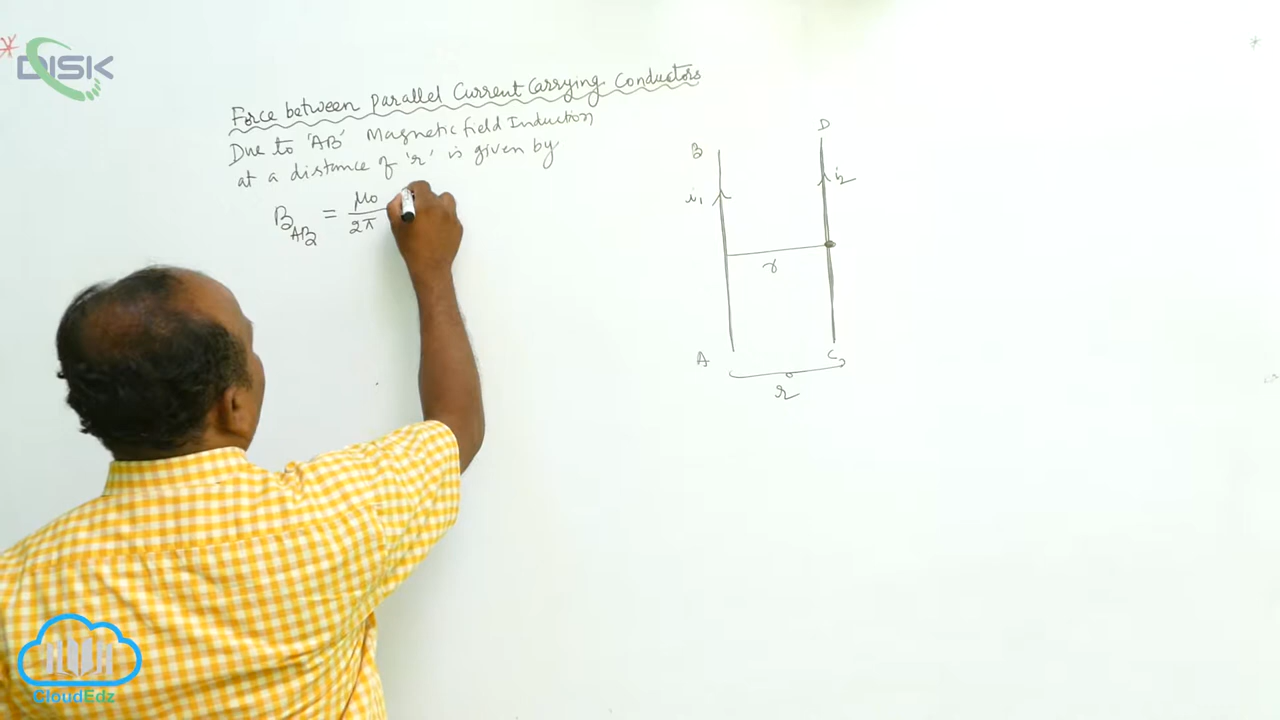 DISK
Force between parallel Current Carrying Conductors
Due to 'AB' Magnetic field Induction
at a distance of 'r' is given by
B_AB = μ0 / 2π
B
D
i1
i2
r
A
C
r
CloudEdz